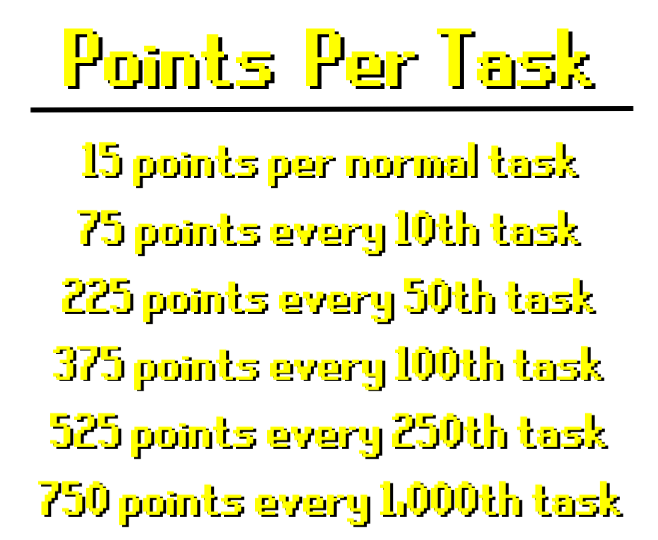 Points Per Task
15 points per normal task
75 points every 10th task
225 points every 50th task
375 points every 100th task
525 points every 250th task
750 points every 1,000th task